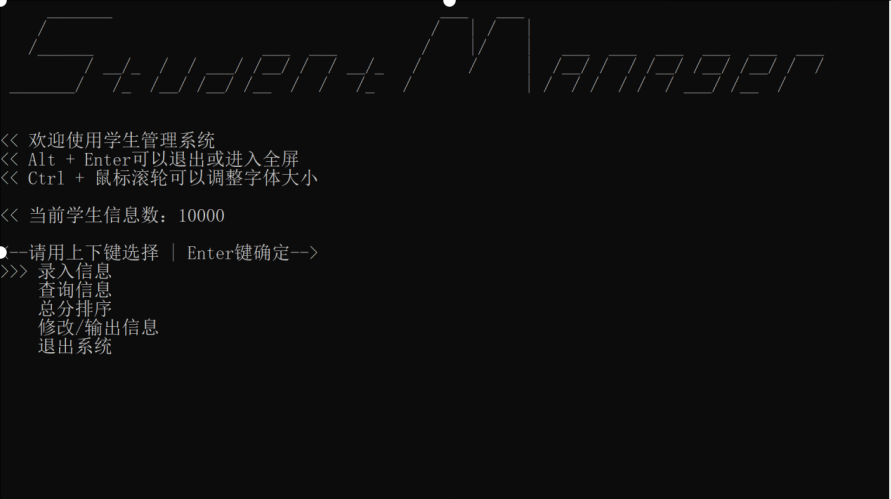 Student Manager
<< 欢迎使用学生管理系统
<< Alt + Enter可以退出或进入全屏
<< Ctrl + 鼠标滚轮可以调整字体大小
<< 当前学生信息数：10000
<--请用上下键选择 | Enter键确定-->
>>> 录入信息
查询信息
总分排序
修改/输出信息
退出系统